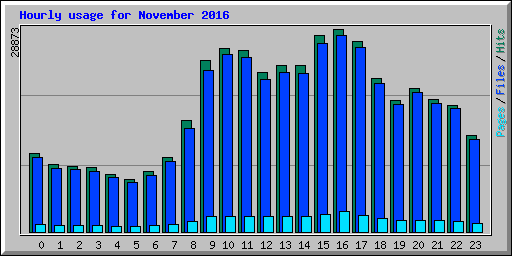 Hourly usage for November 2016
28873
Pages/Files/Hits
0 1 2 3 4 5 6 7 8 9 10 11 12 13 14 15 16 17 18 19 20 21 22 23